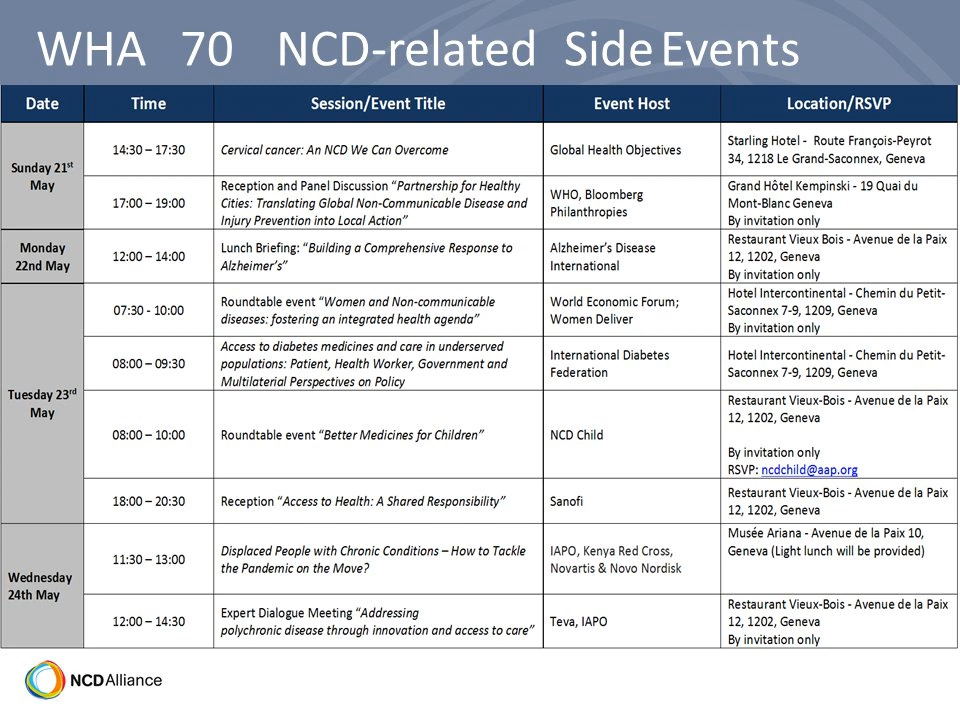 WHA 70 NCD-related Side Events
Date Time Session/Event Title Event Host Location/RSVP
Sunday 21st
May
14:30 – 17:30
Cervical cancer: An NCD We Can Overcome
Global Health Objectives
Starling Hotel - Route François-Peyrot
34, 1218 Le Grand-Saconnex, Geneva
17:00 – 19:00
Reception and Panel Discussion “Partnership for Healthy
Cities: Translating Global Non-Communicable Disease and
Injury Prevention into Local Action”
WHO, Bloomberg
Philanthropies
Grand Hôtel Kempinski - 19 Quai du
Mont-Blanc Geneva
By invitation only
Monday
22nd May
12:00 – 14:00
Lunch Briefing: “Building a Comprehensive Response to
Alzheimer’s”
Alzheimer’s Disease
International
Restaurant Vieux Bois - Avenue de la Paix
12, 1202, Geneva
By invitation only
Tuesday 23rd
May
07:30 - 10:00
Roundtable event “Women and Non-communicable
diseases: fostering an integrated health agenda”
World Economic Forum;
Women Deliver
Hotel Intercontinental - Chemin du Petit-
Saconnex 7-9, 1209, Geneva
By invitation only
08:00 – 09:30
Access to diabetes medicines and care in underserved
populations: Patient, Health Worker, Government and
Multilaterial Perspectives on Policy
International Diabetes
Federation
Hotel Intercontinental - Chemin du Petit-
Saconnex 7-9, 1209, Geneva
08:00 – 10:00
Roundtable event “Better Medicines for Children”
NCD Child
Restaurant Vieux-Bois - Avenue de la Paix
12, 1202, Geneva
By invitation only
RSVP: ncdchild@aap.org
18:00 – 20:30
Reception “Access to Health: A Shared Responsibility”
Sanofi
Restaurant Vieux-Bois - Avenue de la Paix
12, 1202, Geneva
Wednesday
24th May
11:30 – 13:00
Displaced People with Chronic Conditions – How to Tackle
the Pandemic on the Move?
IAPO, Kenya Red Cross,
Novartis & Novo Nordisk
Musée Ariana - Avenue de la Paix 10,
Geneva (Light lunch will be provided)
12:00 – 14:30
Expert Dialogue Meeting “Addressing
polychronic disease through innovation and access to care”
Teva, IAPO
Restaurant Vieux-Bois - Avenue de la Paix
12, 1202, Geneva
By invitation only
NCD Alliance